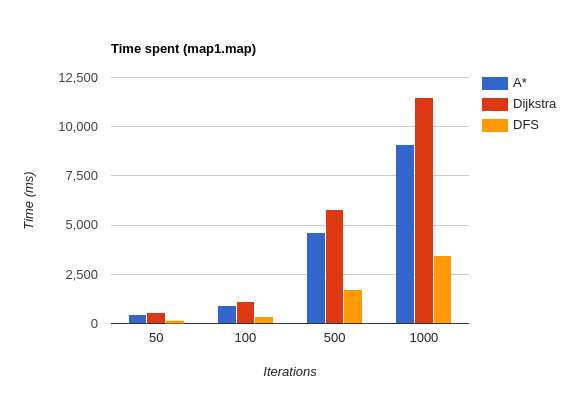 Time spent (map1.map)
12,500
10,000
7,500
5,000
2,500
0
Time (ms)
50 100 500 1000
Iterations
A*
Dijkstra
DFS